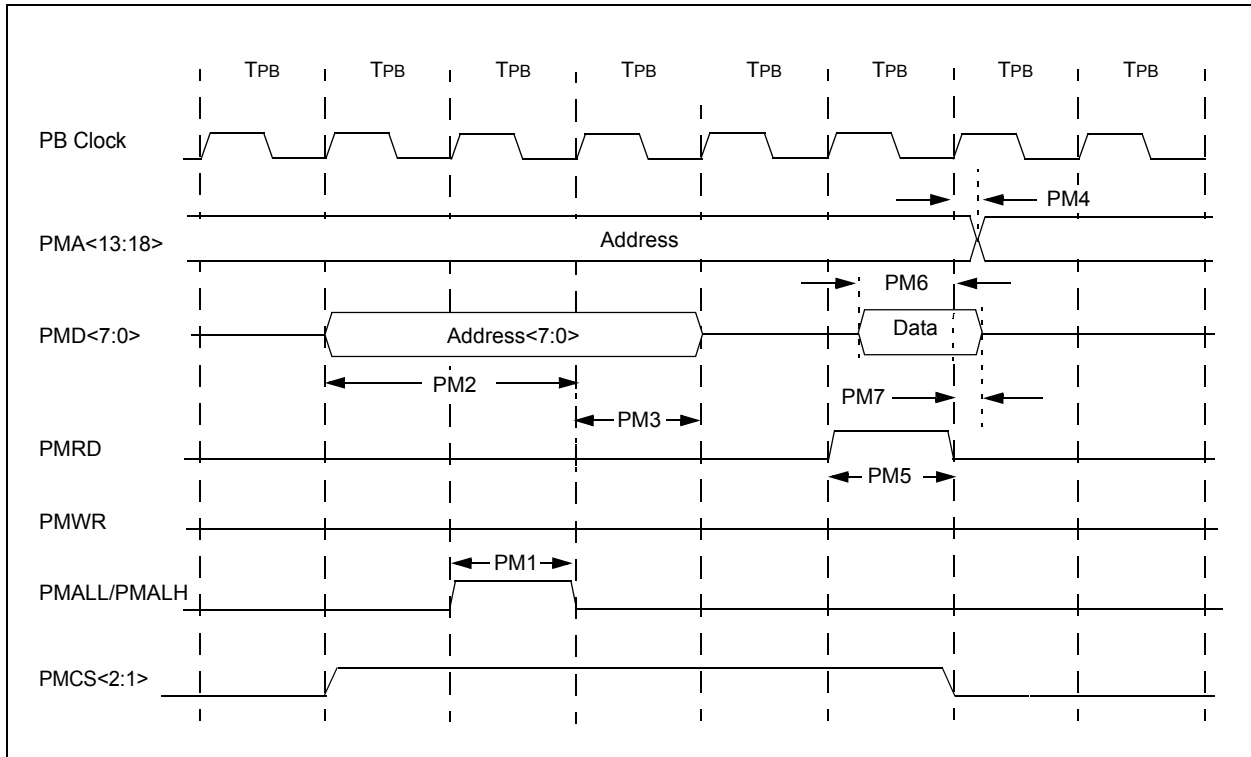 TPB TPB TPB TPB TPB TPB TPB TPB
PB Clock
PM4
PMA<13:18>
Address
PM6
PMD<7:0>
Address<7:0>
Data
PM2
PM7
PM3
PMRD
PM5
PMWR
PM1
PMALL/PMALH
PMCS<2:1>